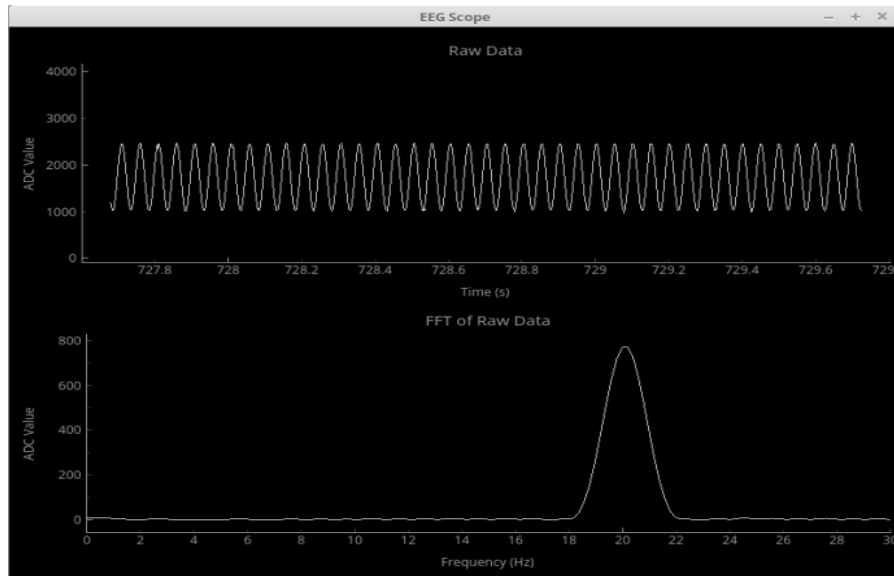 EEG Scope
Raw Data
4000
3000
2000
1000
0
ADC Value
727.8 728 728.2 728.4 728.6 728.8 729 729.2 729.4 729.6 729
Time (s)
FFT of Raw Data
800
600
400
200
0
ADC Value
0 2 4 6 8 10 12 14 16 18 20 22 24 26 28 30
Frequency (Hz)